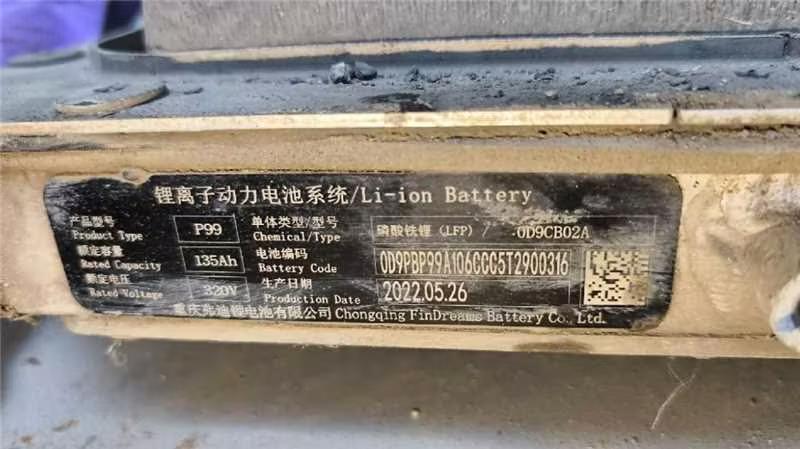 锂离子动力电池系统/Li-ion Battery
产品型号 P99 单体类型/型号 磷酸铁锂 (LFP) / 0D9CB02A
Product Type Chemical/Type
额定容量 135Ah 电池编码 0D9PBP99A106CCC5T2900316
Rated Capacity Battery Code
额定电压 320V 生产日期 2022.05.26
Rated Voltage Production Date
重庆弗迪锂电池有限公司 Chongqing FinDreams Battery Co., Ltd.